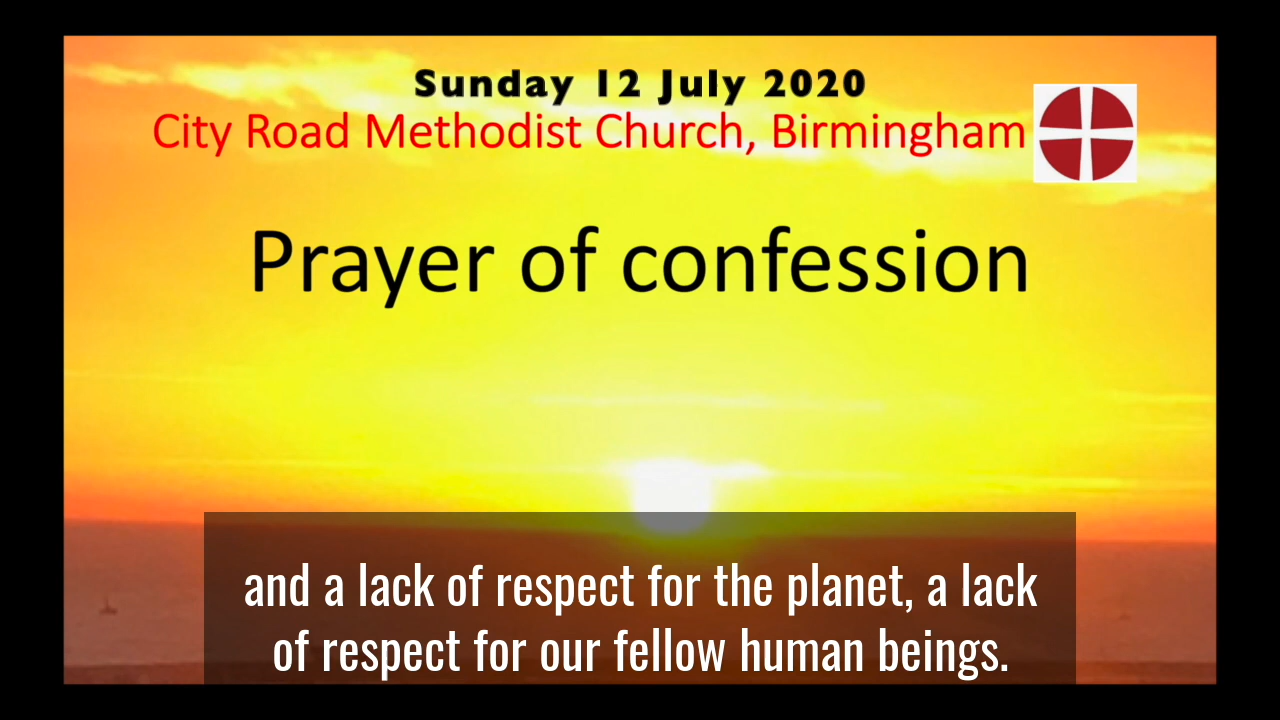 Sunday 12 July 2020
City Road Methodist Church, Birmingham
Prayer of confession
and a lack of respect for the planet, a lack
of respect for our fellow human beings.